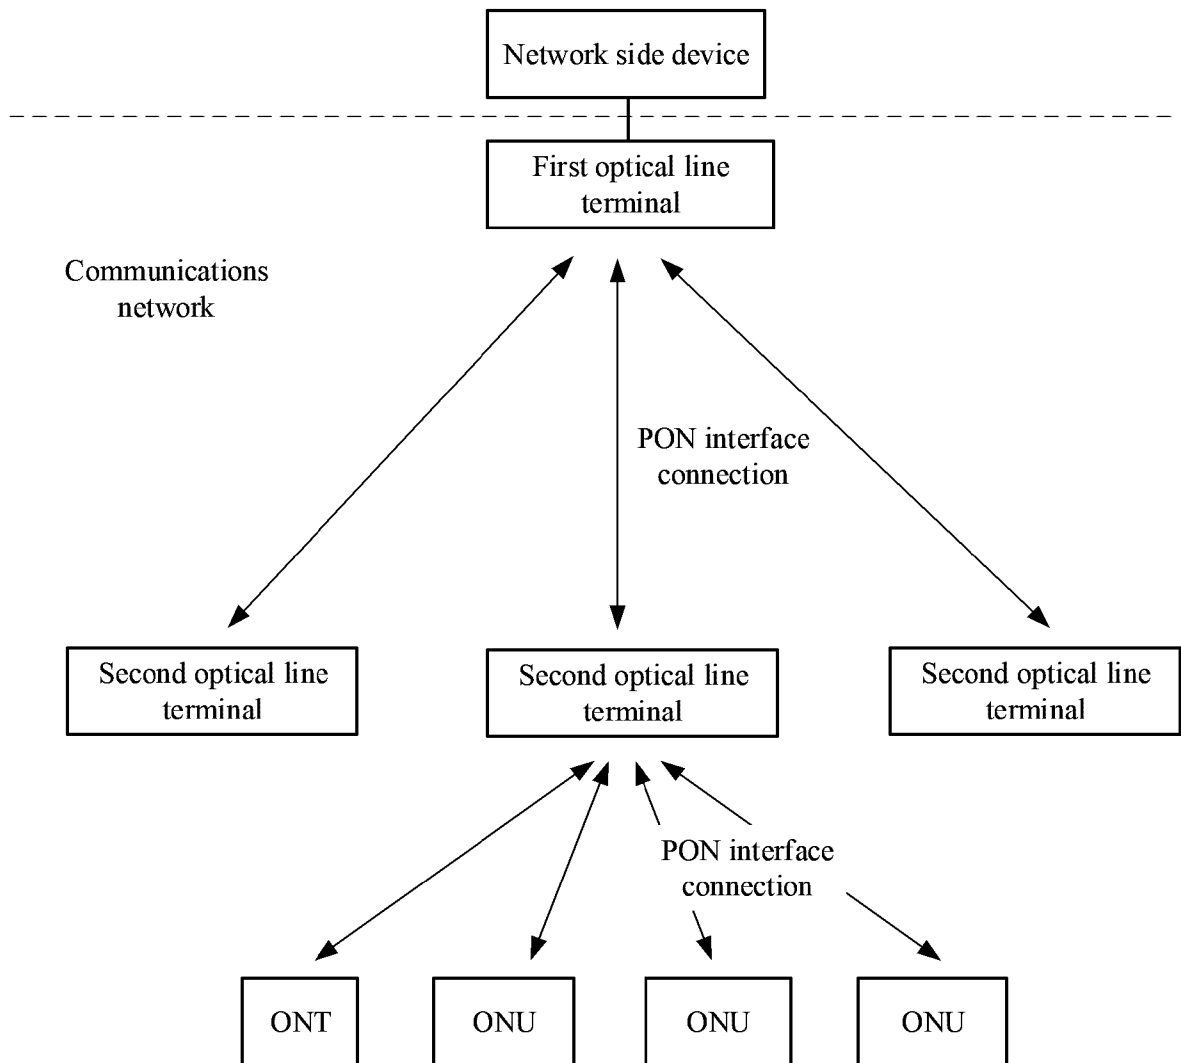 Network side device
First optical line
terminal
Communications
network
PON interface
connection
Second optical line
terminal
Second optical line
terminal
Second optical line
terminal
PON interface
connection
ONT
ONU
ONU
ONU